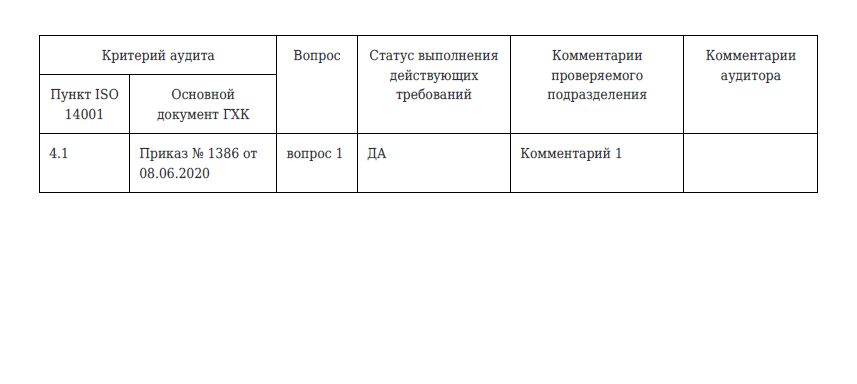 Критерий аудита
Вопрос
Статус выполнения
действующих
требований
Комментарии
проверяемого
подразделения
Комментарии
аудитора
Пункт ISO
14001
Основной
документ ГХК
4.1
Приказ № 1386 от
08.06.2020
вопрос 1
ДА
Комментарий 1